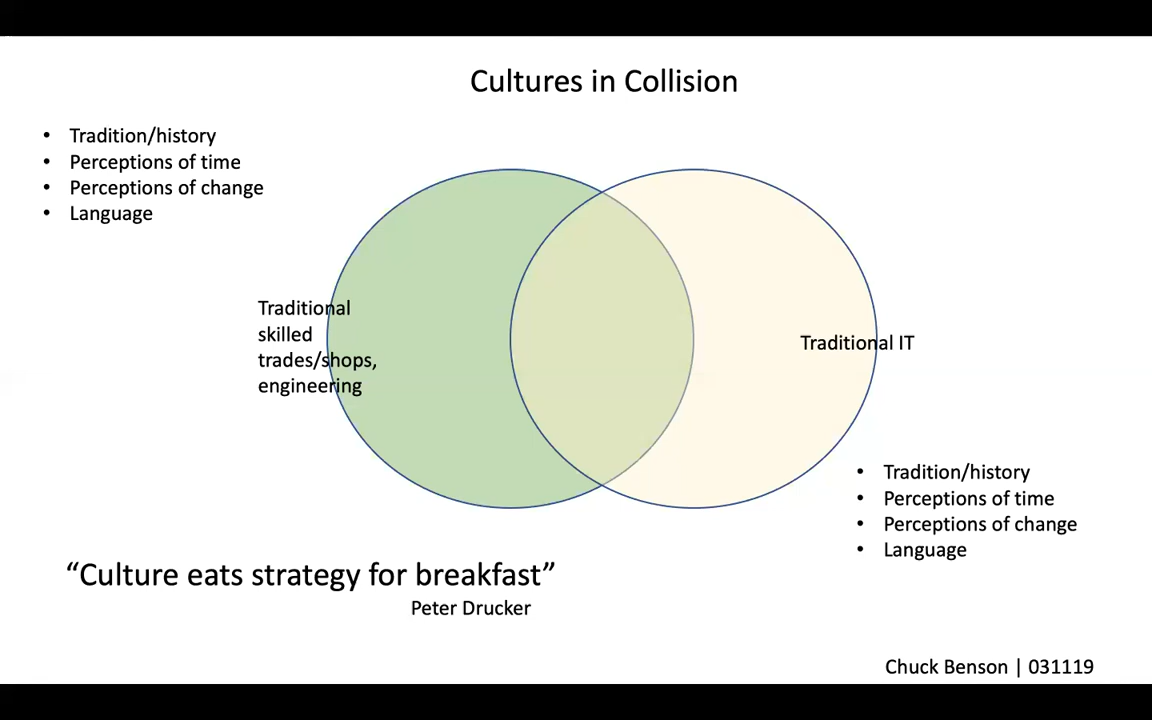 Cultures in Collision
• Tradition/history
• Perceptions of time
• Perceptions of change
• Language
Traditional
skilled
trades/shops,
engineering
Traditional IT
• Tradition/history
• Perceptions of time
• Perceptions of change
• Language
“Culture eats strategy for breakfast”
Peter Drucker
Chuck Benson | 031119